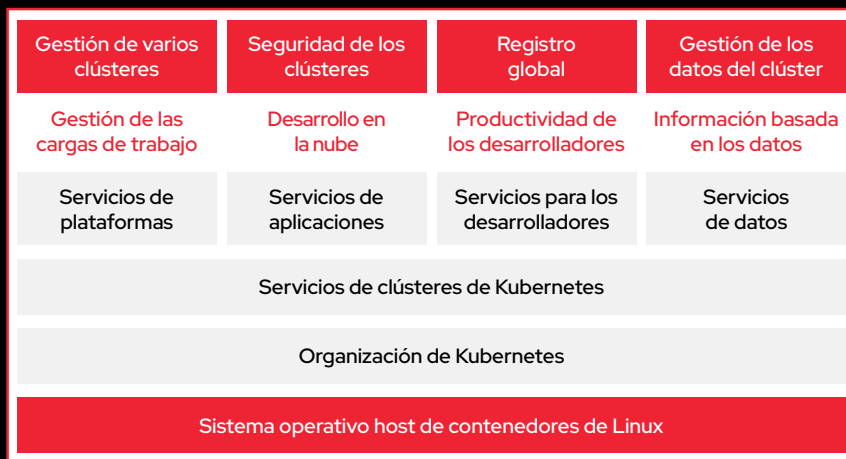 Gestión de varios
clústeres
Seguridad de los
clústeres
Registro
global
Gestión de los
datos del clúster
Gestión de las
cargas de trabajo
Desarrollo en
la nube
Productividad de
los desarrolladores
Información basada
en los datos
Servicios de
plataformas
Servicios de
aplicaciones
Servicios para los
desarrolladores
Servicios
de datos
Servicios de clústeres de Kubernetes
Organización de Kubernetes
Sistema operativo host de contenedores de Linux